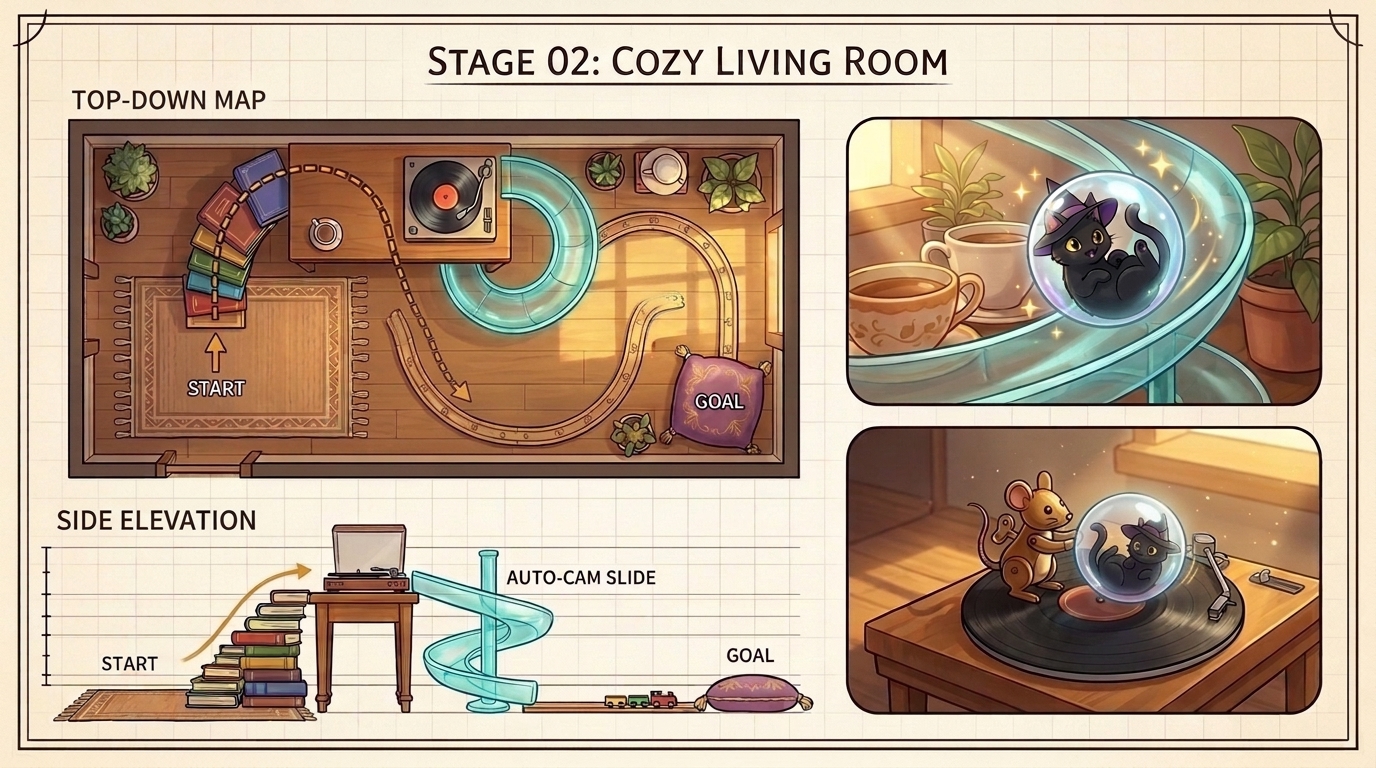 STAGE 02: COZY LIVING ROOM
TOP-DOWN MAP
START
GOAL
SIDE ELEVATION
AUTO-CAM SLIDE
START
GOAL